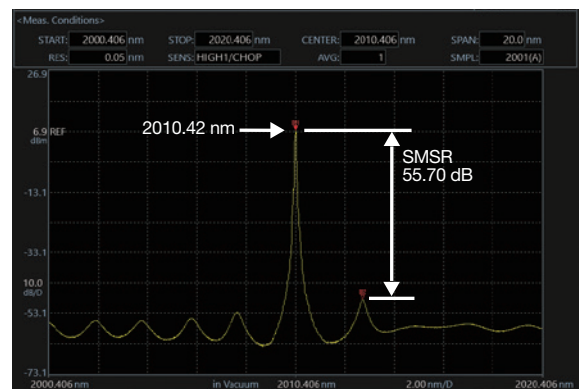 <Meas. Conditions>
START: 2000.406 nm STOP: 2020.406 nm CENTER: 2010.406 nm SPAN: 20.0 nm
RES: 0.05 nm SENS: HIGH1/CHOP AVG: 1 SMPL: 2001(A)
26.9
6.9 REF
dBm
2010.42 nm
SMSR
55.70 dB
-13.1
-33.1
10.0
dB/D
-53.1
-73.1
2000.406 nm in Vacuum 2010.406 nm 2.00 nm/D 2020.406 nm